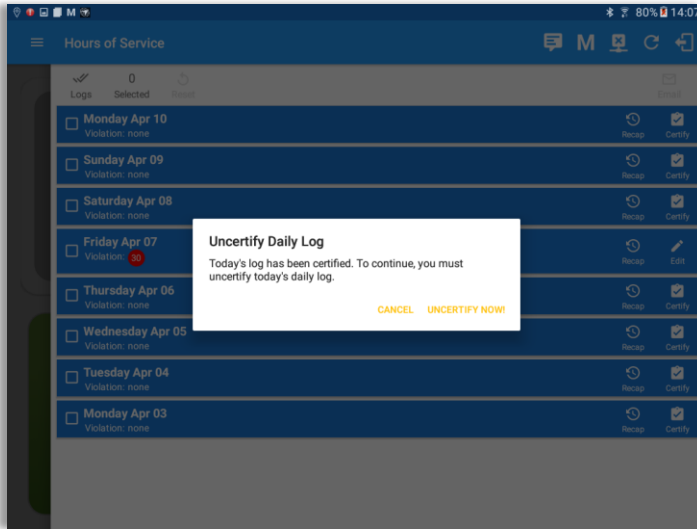 M
80% 14:07
Hours of Service
M
Logs
0
Selected
Reset
Email
Monday Apr 10
Violation: none
Recap
Certify
Sunday Apr 09
Violation: none
Recap
Certify
Saturday Apr 08
Violation: none
Recap
Certify
Friday Apr 07
Violation: 30
Recap
Edit
Uncertify Daily Log
Today's log has been certified. To continue, you must
uncertify today's daily log.
CANCEL UNCERTIFY NOW!
Thursday Apr 06
Violation: none
Recap
Certify
Wednesday Apr 05
Violation: none
Recap
Certify
Tuesday Apr 04
Violation: none
Recap
Certify
Monday Apr 03
Violation: none
Recap
Certify